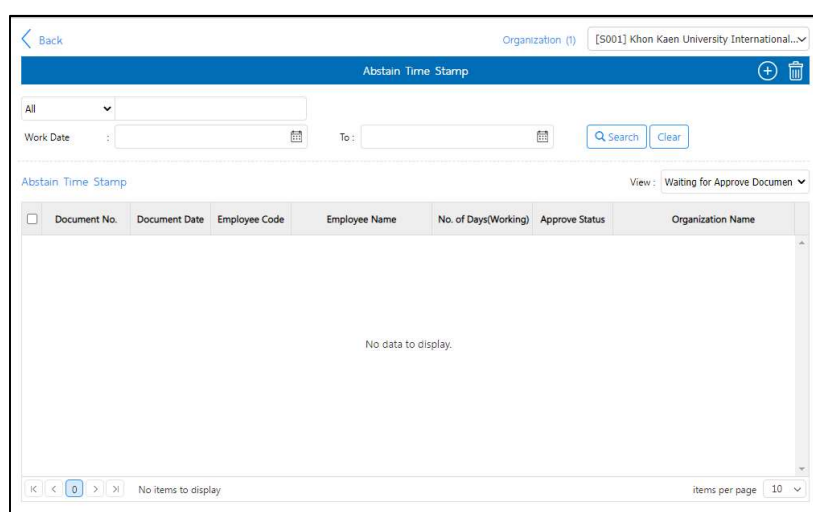 Back Organization (1) [S001] Khon Kaen University International...
Abstain Time Stamp
All
Work Date : To : Search Clear
Abstain Time Stamp View : Waiting for Approve Documen
Document No. Document Date Employee Code Employee Name No. of Days(Working) Approve Status Organization Name
No data to display.
0 No items to display items per page 10